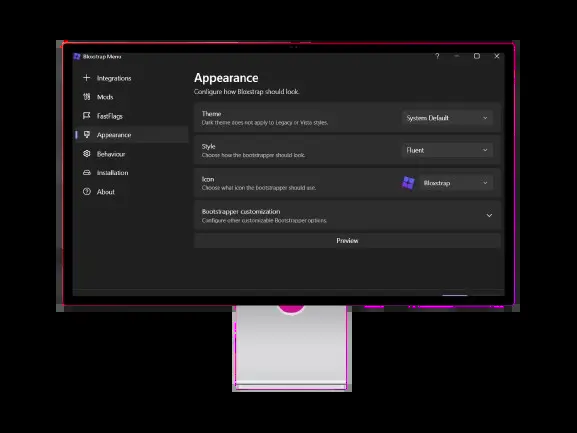 Bloxstrap Menu
Integrations
Mods
FastFlags
Appearance
Behaviour
Installation
About
Appearance
Configure how Bloxstrap should look.
Theme
Dark theme does not apply to Legacy or Vista styles.
System Default
Style
Choose how the bootstrapper should look.
Fluent
Icon
Choose what icon the bootstrapper should use.
Bloxstrap
Bootstrapper customization
Configure other customizable Bootstrapper options.
Preview